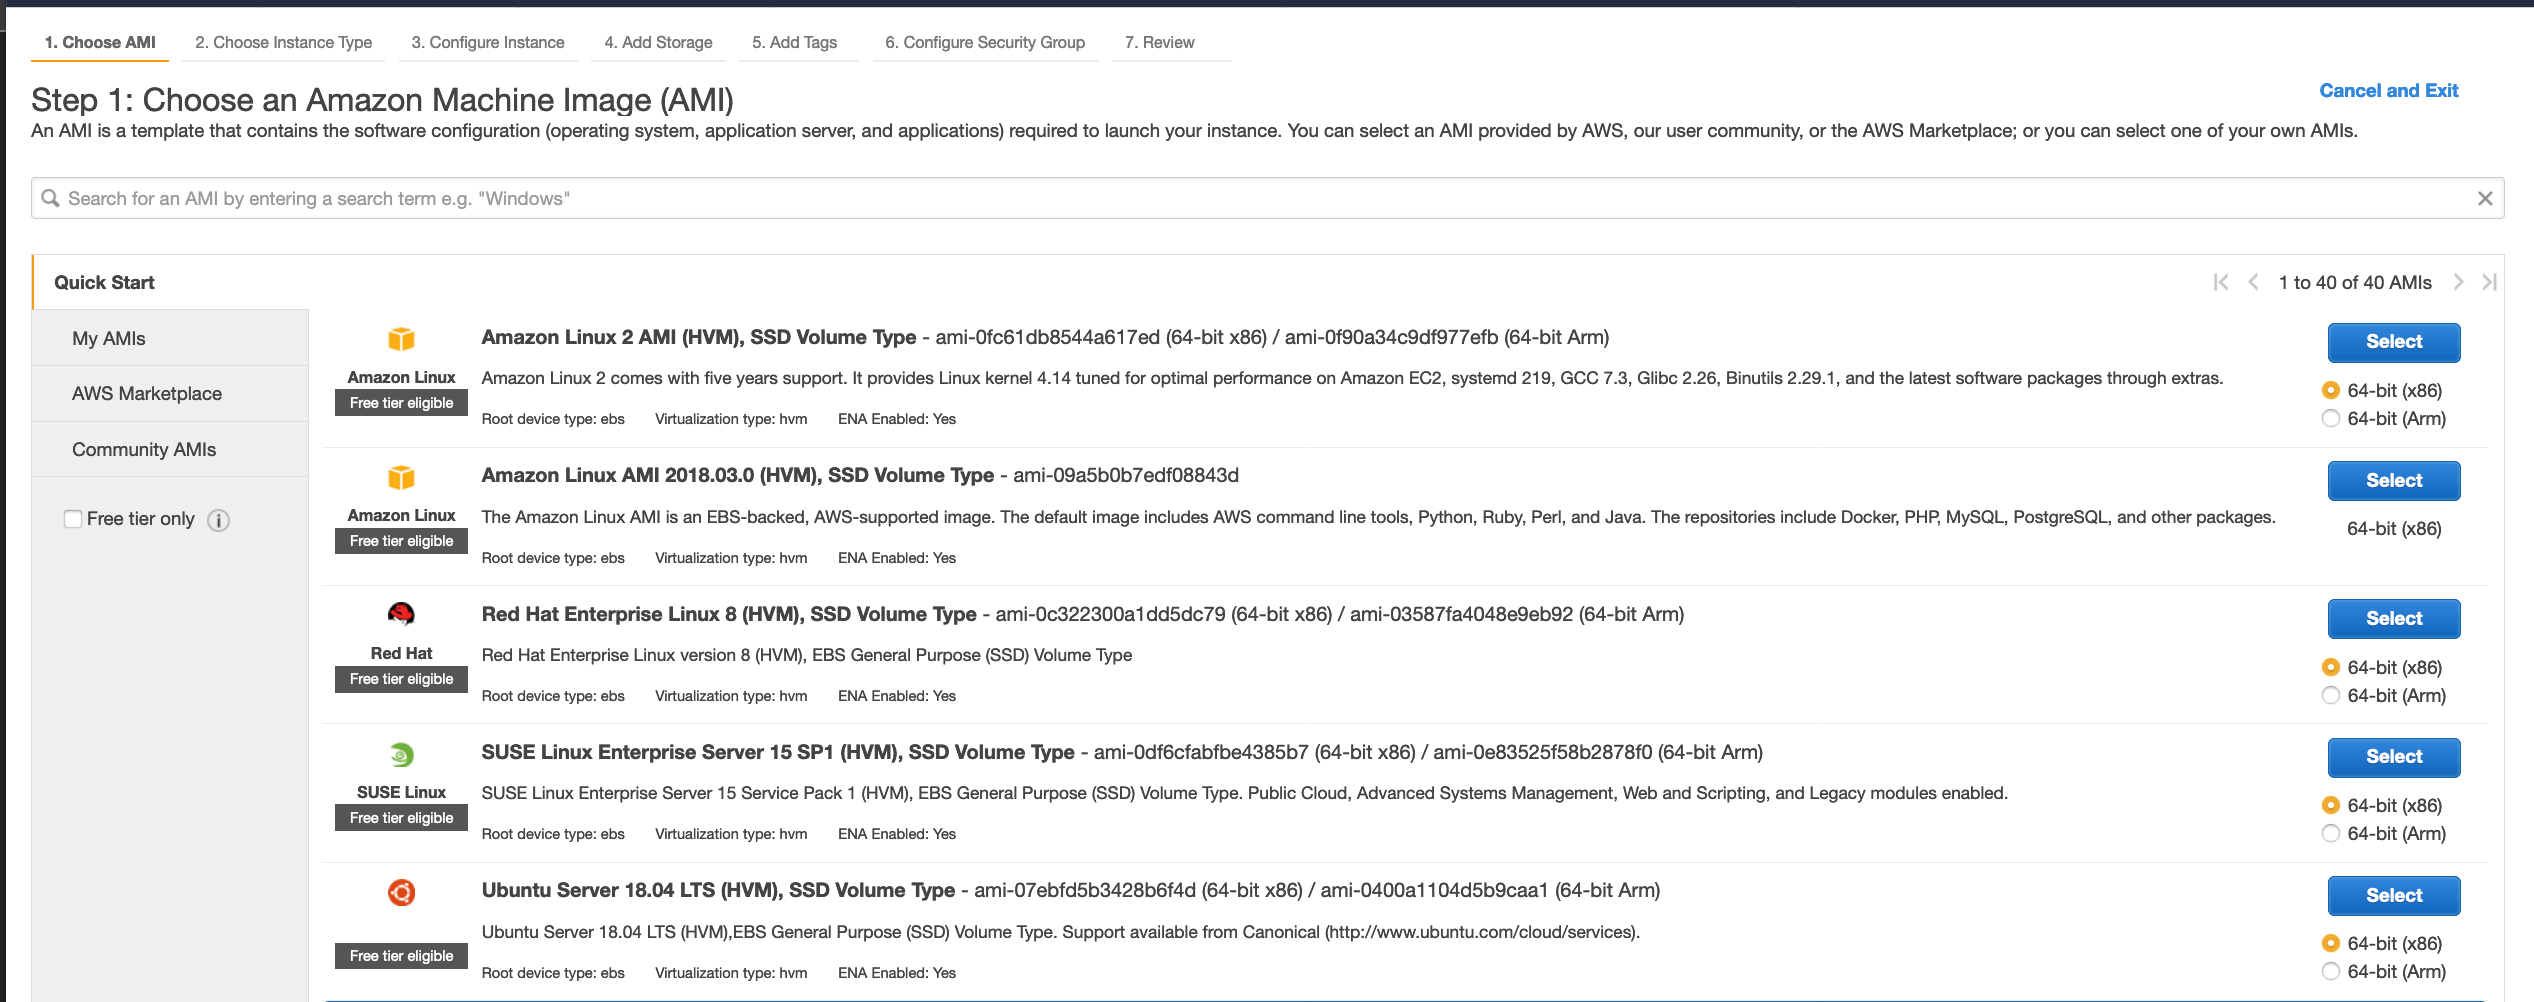 1. Choose AMI 2. Choose Instance Type 3. Configure Instance 4. Add Storage 5. Add Tags 6. Configure Security Group 7. Review
Step 1: Choose an Amazon Machine Image (AMI)
Cancel and Exit
An AMI is a template that contains the software configuration (operating system, application server, and applications) required to launch your instance. You can select an AMI provided by AWS, our user community, or the AWS Marketplace; or you can select one of your own AMIs.
Search for an AMI by entering a search term e.g. "Windows"
Quick Start
1 to 40 of 40 AMIs
My AMIs
AWS Marketplace
Community AMIs
Free tier only
Amazon Linux
Free tier eligible
Amazon Linux 2 AMI (HVM), SSD Volume Type - ami-0fc61db8544a617ed (64-bit x86) / ami-0f90a34c9df977efb (64-bit Arm)
Amazon Linux 2 comes with five years support. It provides Linux kernel 4.14 tuned for optimal performance on Amazon EC2, systemd 219, GCC 7.3, Glibc 2.26, Binutils 2.29.1, and the latest software packages through extras.
Root device type: ebs Virtualization type: hvm ENA Enabled: Yes
Select
64-bit (x86)
64-bit (Arm)
Amazon Linux
Free tier eligible
Amazon Linux AMI 2018.03.0 (HVM), SSD Volume Type - ami-09a5b0b7edf08843d
The Amazon Linux AMI is an EBS-backed, AWS-supported image. The default image includes AWS command line tools, Python, Ruby, Perl, and Java. The repositories include Docker, PHP, MySQL, PostgreSQL, and other packages.
Root device type: ebs Virtualization type: hvm ENA Enabled: Yes
Select
64-bit (x86)
Red Hat
Free tier eligible
Red Hat Enterprise Linux 8 (HVM), SSD Volume Type - ami-0c322300a1dd5dc79 (64-bit x86) / ami-03587fa4048e9eb92 (64-bit Arm)
Red Hat Enterprise Linux version 8 (HVM), EBS General Purpose (SSD) Volume Type
Root device type: ebs Virtualization type: hvm ENA Enabled: Yes
Select
64-bit (x86)
64-bit (Arm)
SUSE Linux
Free tier eligible
SUSE Linux Enterprise Server 15 SP1 (HVM), SSD Volume Type - ami-0df6cfabfbe4385b7 (64-bit x86) / ami-0e83525f58b2878f0 (64-bit Arm)
SUSE Linux Enterprise Server 15 Service Pack 1 (HVM), EBS General Purpose (SSD) Volume Type. Public Cloud, Advanced Systems Management, Web and Scripting, and Legacy modules enabled.
Root device type: ebs Virtualization type: hvm ENA Enabled: Yes
Select
64-bit (x86)
64-bit (Arm)
Free tier eligible
Ubuntu Server 18.04 LTS (HVM), SSD Volume Type - ami-07ebfd5b3428b6f4d (64-bit x86) / ami-0400a1104d5b9caa1 (64-bit Arm)
Ubuntu Server 18.04 LTS (HVM),EBS General Purpose (SSD) Volume Type. Support available from Canonical (http://www.ubuntu.com/cloud/services).
Root device type: ebs Virtualization type: hvm ENA Enabled: Yes
Select
64-bit (x86)
64-bit (Arm)